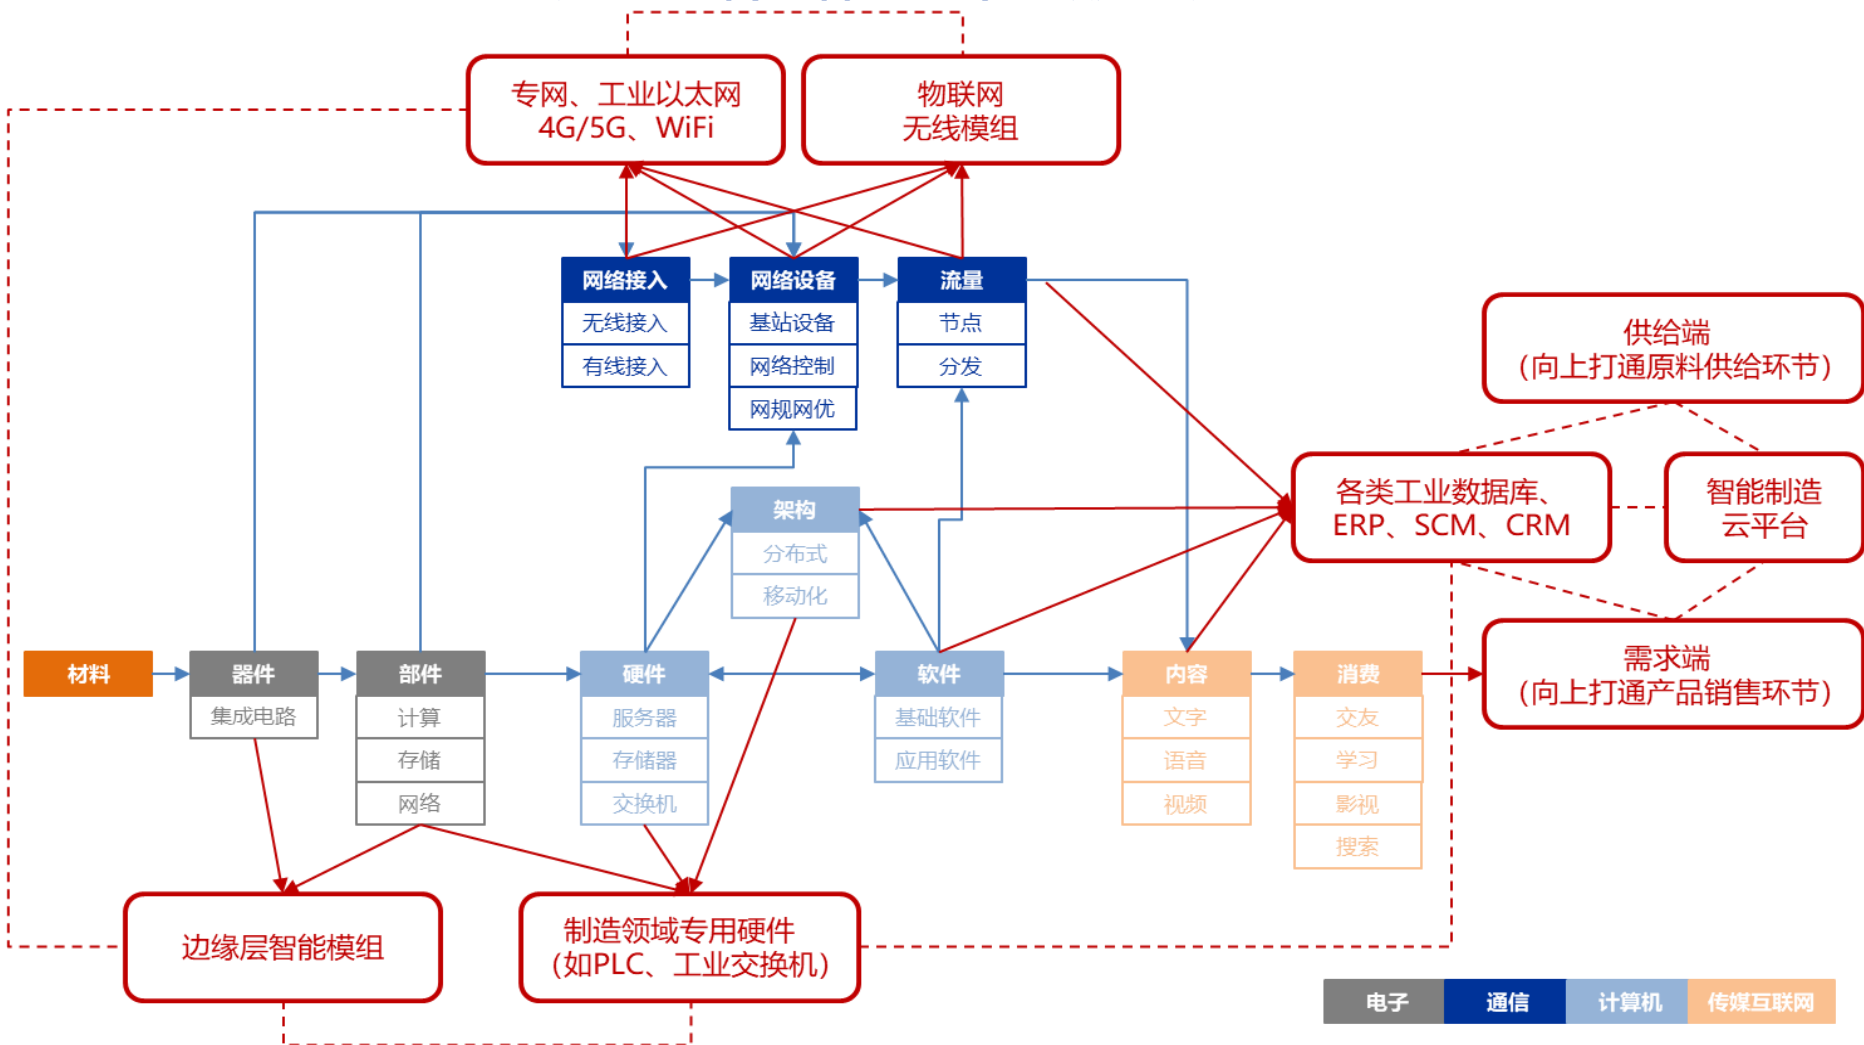 专网、工业以太网
4G/5G、WiFi
物联网
无线模组
网络接入
无线接入
有线接入
网络设备
基站设备
网络控制
网规网优
流量
节点
分发
供给端
(向上打通原料供给环节)
各类工业数据库、
ERP、SCM、CRM
智能制造
云平台
架构
分布式
移动化
材料
器件
集成电路
部件
计算
存储
网络
硬件
服务器
存储器
交换机
软件
基础软件
应用软件
内容
文字
语音
视频
消费
交友
学习
影视
搜索
需求端
(向上打通产品销售环节)
边缘层智能模组
制造领域专用硬件
(如PLC、工业交换机)
电子
通信
计算机
传媒互联网